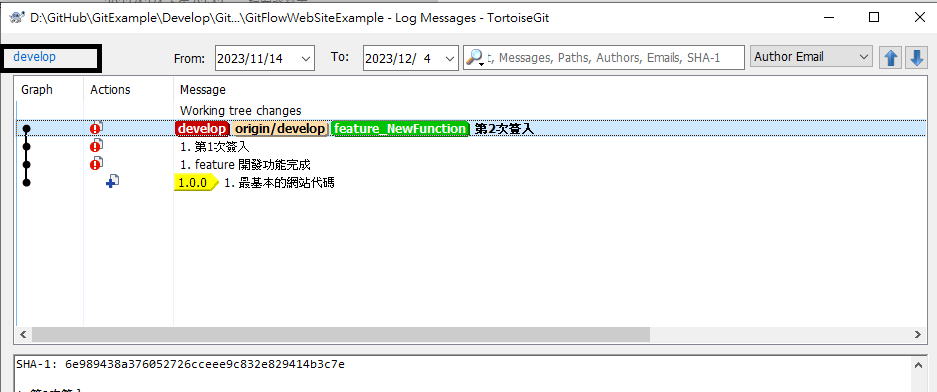 D:\GitHub\GitExample\Develop\Git...\GitFlowWebSiteExample - Log Messages - TortoiseGit
develop From: 2023/11/14 To: 2023/12/ 4 :, Messages, Paths, Authors, Emails, SHA-1 Author Email
Graph Actions Message
Working tree changes
develop origin/develop feature_NewFunction 第2次簽入
1. 第1次簽入
1. feature 開發功能完成
1.0.0 1. 最基本的網站代碼
SHA-1: 6e989438a376052726cceee9c832e829414b3c7e